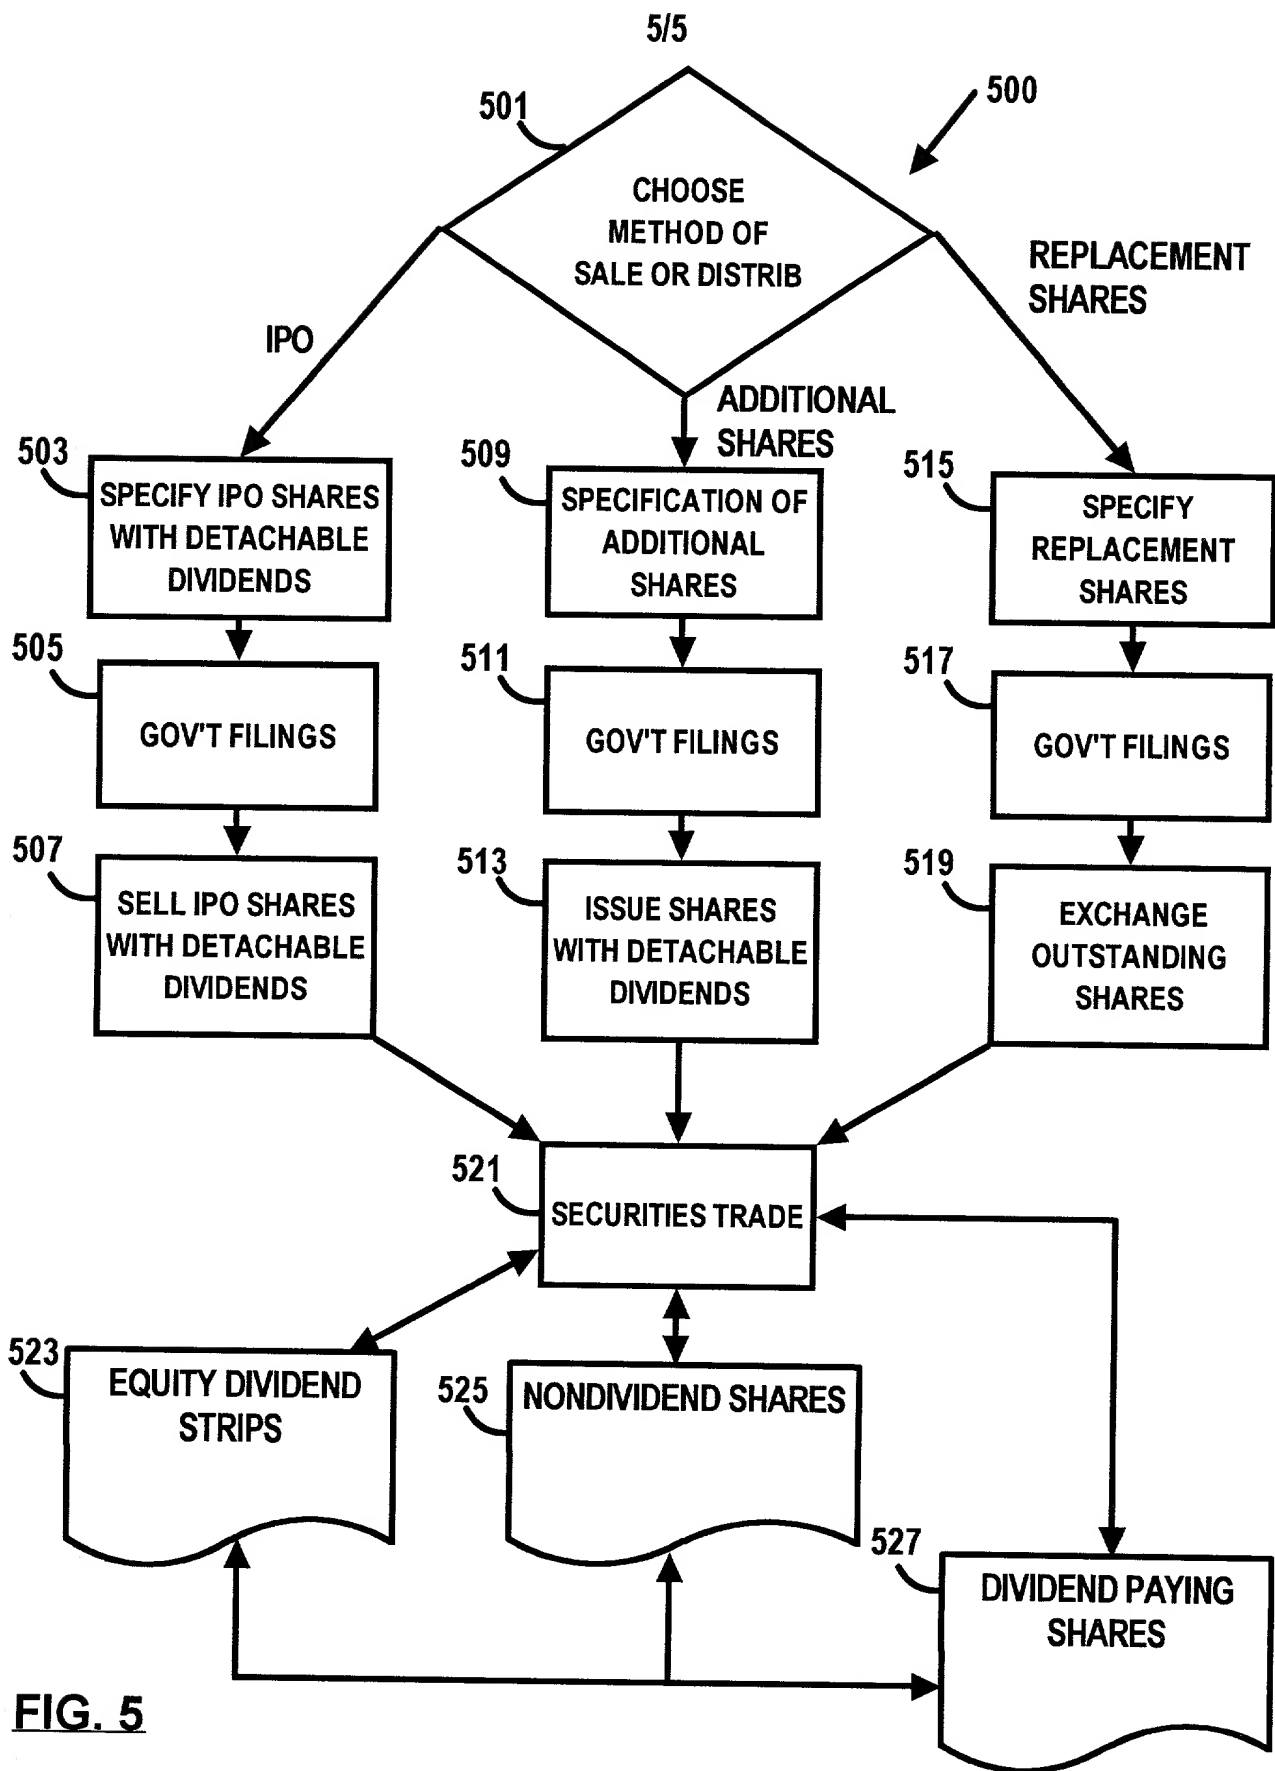 5/5
501
500
CHOOSE
METHOD OF
SALE OR DISTRIB
REPLACEMENT
SHARES
IPO
ADDITIONAL
SHARES
503
SPECIFY IPO SHARES
WITH DETACHABLE
DIVIDENDS
509
SPECIFICATION OF
ADDITIONAL
SHARES
515
SPECIFY
REPLACEMENT
SHARES
505
GOV'T FILINGS
511
GOV'T FILINGS
517
GOV'T FILINGS
507
SELL IPO SHARES
WITH DETACHABLE
DIVIDENDS
513
ISSUE SHARES
WITH DETACHABLE
DIVIDENDS
519
EXCHANGE
OUTSTANDING
SHARES
521
SECURITIES TRADE
523
EQUITY DIVIDEND
STRIPS
525
NONDIVIDEND SHARES
527
DIVIDEND PAYING
SHARES
FIG. 5